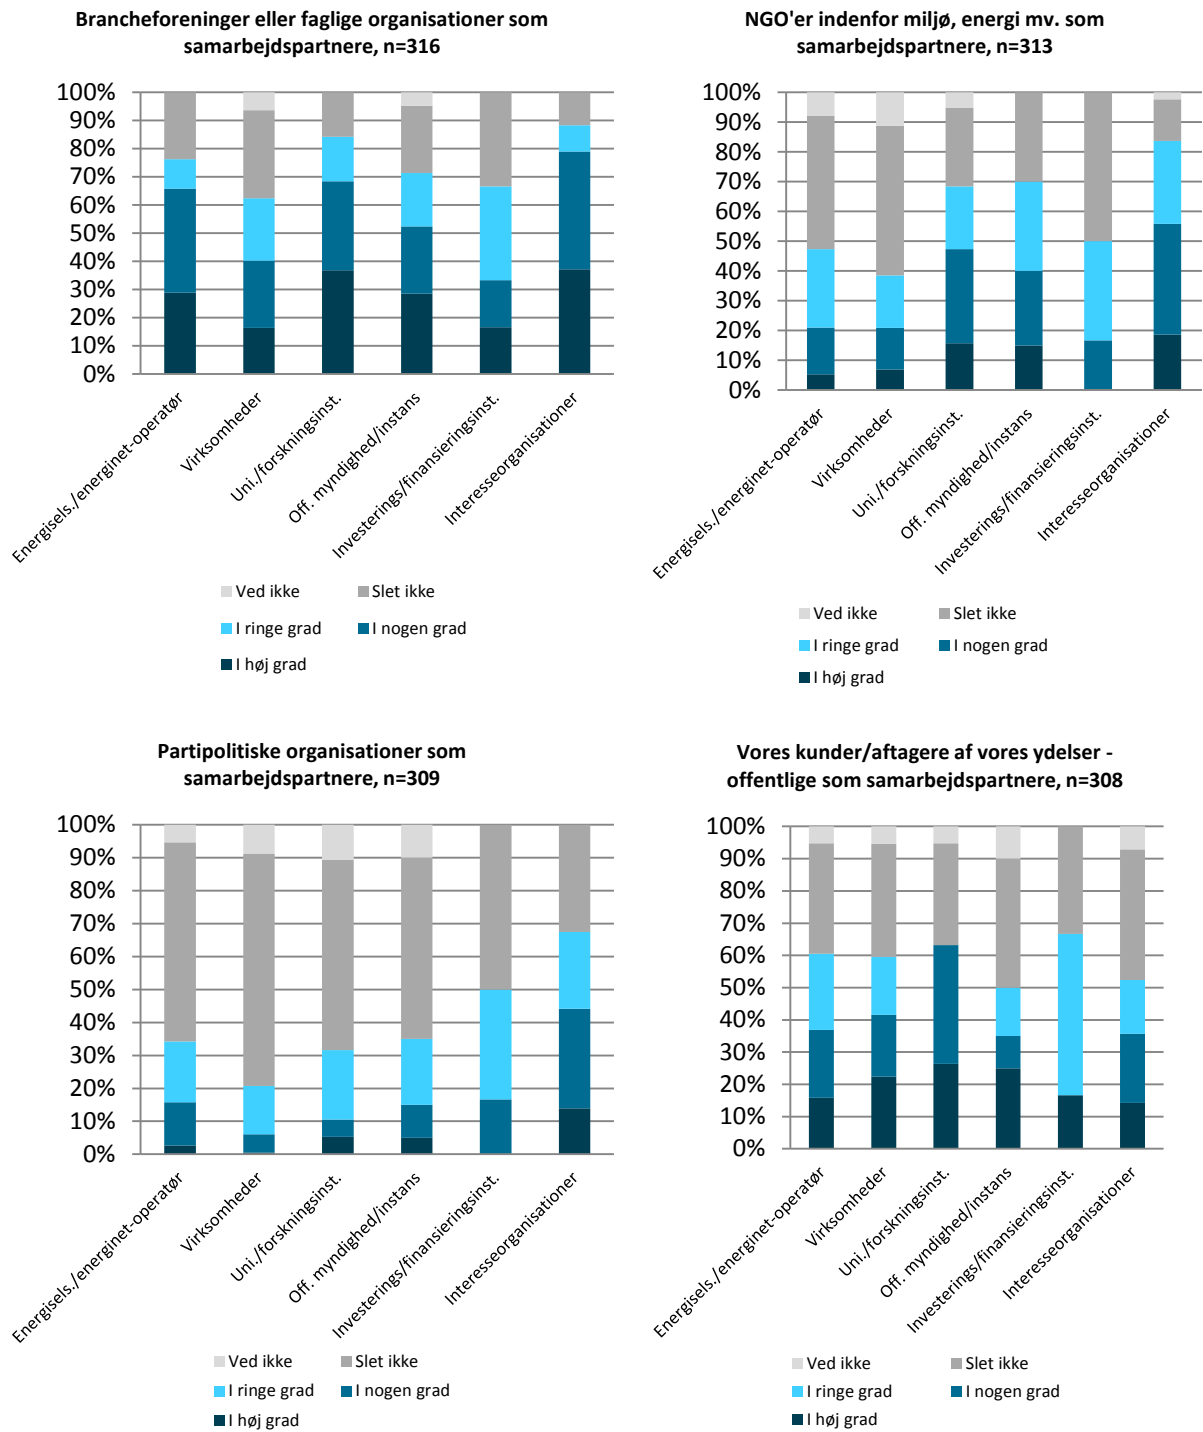 Brancheforeninger eller faglige organisationer som
samarbejdspartnere, n=316
100%
90%
80%
70%
60%
50%
40%
30%
20%
10%
0%
Energisels./energinet-operatør
Virksomheder
Uni./forskningsinst.
Off. myndighed/instans
Investerings/finansieringsinst.
Interesseorganisationer
Ved ikke
Slet ikke
I ringe grad
I nogen grad
I høj grad
NGO'er indenfor miljø, energi mv. som
samarbejdspartnere, n=313
100%
90%
80%
70%
60%
50%
40%
30%
20%
10%
0%
Energisels./energinet-operatør
Virksomheder
Uni./forskningsinst.
Off. myndighed/instans
Investerings/finansieringsinst.
Interesseorganisationer
Ved ikke
Slet ikke
I ringe grad
I nogen grad
I høj grad
Partipolitiske organisationer som
samarbejdspartnere, n=309
100%
90%
80%
70%
60%
50%
40%
30%
20%
10%
0%
Energisels./energinet-operatør
Virksomheder
Uni./forskningsinst.
Off. myndighed/instans
Investerings/finansieringsinst.
Interesseorganisationer
Ved ikke
Slet ikke
I ringe grad
I nogen grad
I høj grad
Vores kunder/aftagere af vores ydelser -
offentlige som samarbejdspartnere, n=308
100%
90%
80%
70%
60%
50%
40%
30%
20%
10%
0%
Energisels./energinet-operatør
Virksomheder
Uni./forskningsinst.
Off. myndighed/instans
Investerings/finansieringsinst.
Interesseorganisationer
Ved ikke
Slet ikke
I ringe grad
I nogen grad
I høj grad